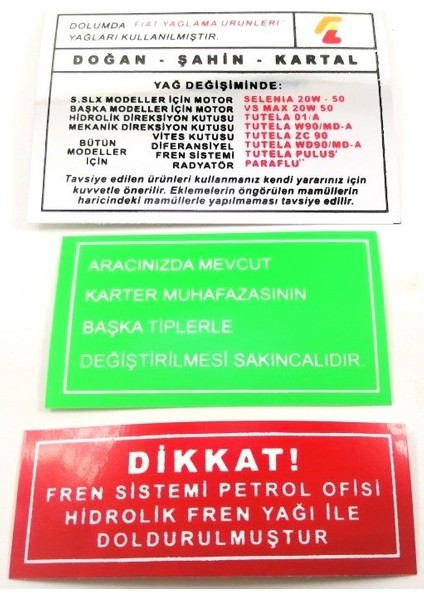 DOLUMDA "FIAT YAĞLAMA ÜRÜNLERİ"
YAĞLARI KULLANILMIŞTIR.
FL
DOĞAN - ŞAHİN - KARTAL
YAĞ DEĞİŞİMİNDE:
S.SLX MODELLER İÇİN MOTOR SELENIA 20W - 50
BAŞKA MODELLER İÇİN MOTOR VS MAX 20W 50
HİDROLİK DİREKSİYON KUTUSU TUTELA 01/A
MEKANİK DİREKSİYON KUTUSU TUTELA W90/MD-A
VİTES KUTUSU TUTELA ZC 90
BÜTÜN MODELLER İÇİN
DİFERANSİYEL TUTELA WD90/MD-A
FREN SİSTEMİ TUTELA PULUS'
RADYATÖR PARAFLU''
Tavsiye edilen ürünleri kullanmanız kendi yararınız için
kuvvetle önerilir. Eklemelerin öngörülen mamüllerin
haricindeki mamüllerle yapılmaması tavsiye edilir.
ARACINIZDA MEVCUT
KARTER MUHAFAZASININ
BAŞKA TİPLERLE
DEĞİŞTİRİLMESİ SAKINCALIDIR.
DİKKAT!
FREN SİSTEMİ PETROL OFİSİ
HİDROLİK FREN YAĞI İLE
DOLDURULMUŞTUR